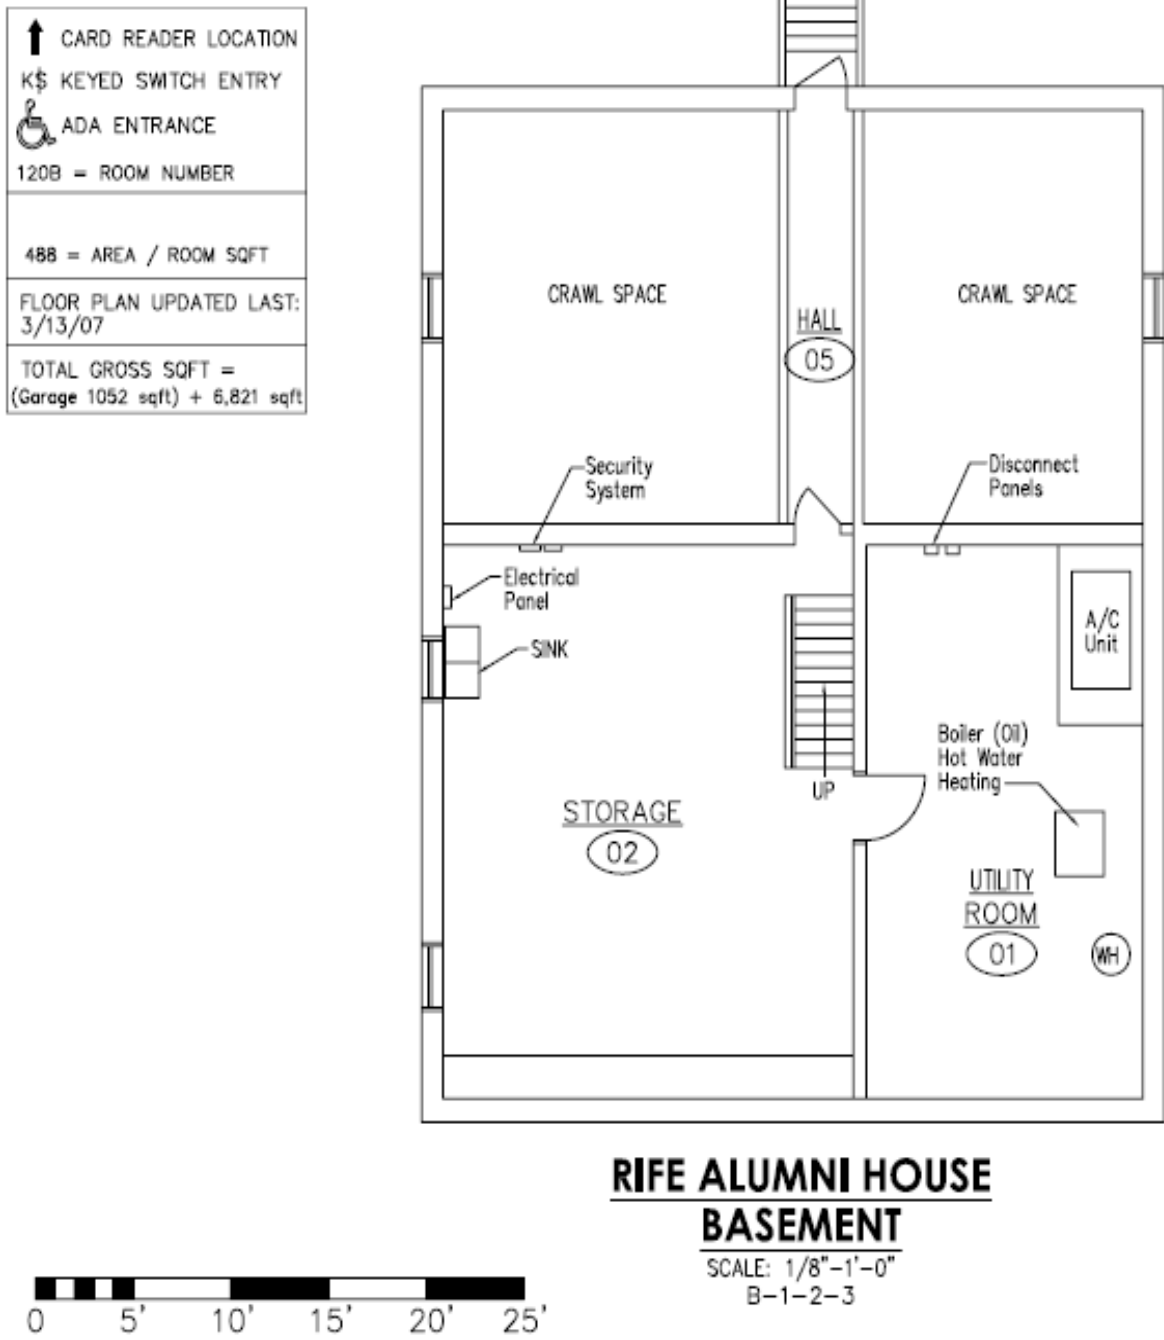 CARD READER LOCATION
K$ KEYED SWITCH ENTRY
ADA ENTRANCE
120B = ROOM NUMBER
488 = AREA / ROOM SQFT
FLOOR PLAN UPDATED LAST:
3/13/07
TOTAL GROSS SQFT =
(Garage 1052 sqft) + 6,821 sqft
CRAWL SPACE
CRAWL SPACE
HALL
05
Security
System
Disconnect
Panels
Electrical
Panel
SINK
A/C
Unit
Boiler (Oil)
Hot Water
Heating
UP
STORAGE
02
UTILITY
ROOM
01
WH
RIFE ALUMNI HOUSE
BASEMENT
SCALE: 1/8"-1'-0"
B-1-2-3
0 5' 10' 15' 20' 25'